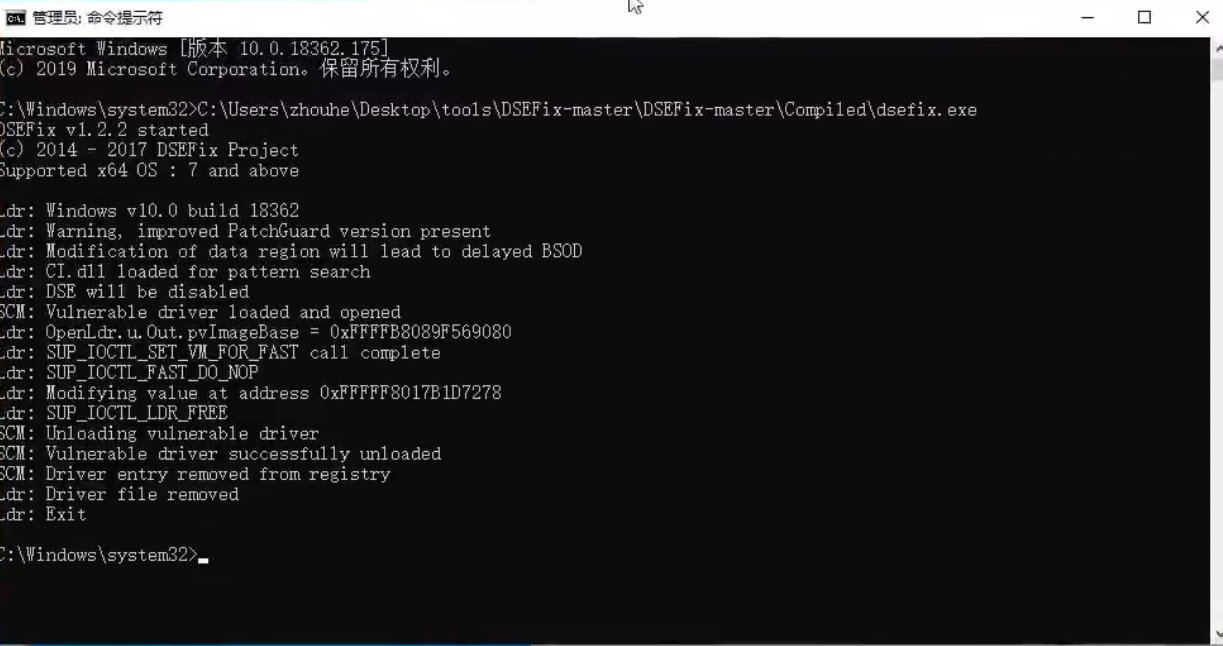 管理员: 命令提示符
Microsoft Windows [版本 10.0.18362.175]
(c) 2019 Microsoft Corporation。保留所有权利。
C:\Windows\system32>C:\Users\zhouhe\Desktop\tools\DSEFix-master\DSEFix-master\Compiled\dsefix.exe
DSEFix v1.2.2 started
(c) 2014 - 2017 DSEFix Project
Supported x64 OS : 7 and above
Ldr: Windows v10.0 build 18362
Ldr: Warning, improved PatchGuard version present
Ldr: Modification of data region will lead to delayed BSOD
Ldr: CI.dll loaded for pattern search
Ldr: DSE will be disabled
SCM: Vulnerable driver loaded and opened
Ldr: OpenLdr.u.Out.pvImageBase = 0xFFFFB8089F569080
Ldr: SUP_IOCTL_SET_VM_FOR_FAST call complete
Ldr: SUP_IOCTL_FAST_DO_NOP
Ldr: Modifying value at address 0xFFFFF8017B1D7278
Ldr: SUP_IOCTL_LDR_FREE
SCM: Unloading vulnerable driver
SCM: Vulnerable driver successfully unloaded
SCM: Driver entry removed from registry
Ldr: Driver file removed
Ldr: Exit
C:\Windows\system32>